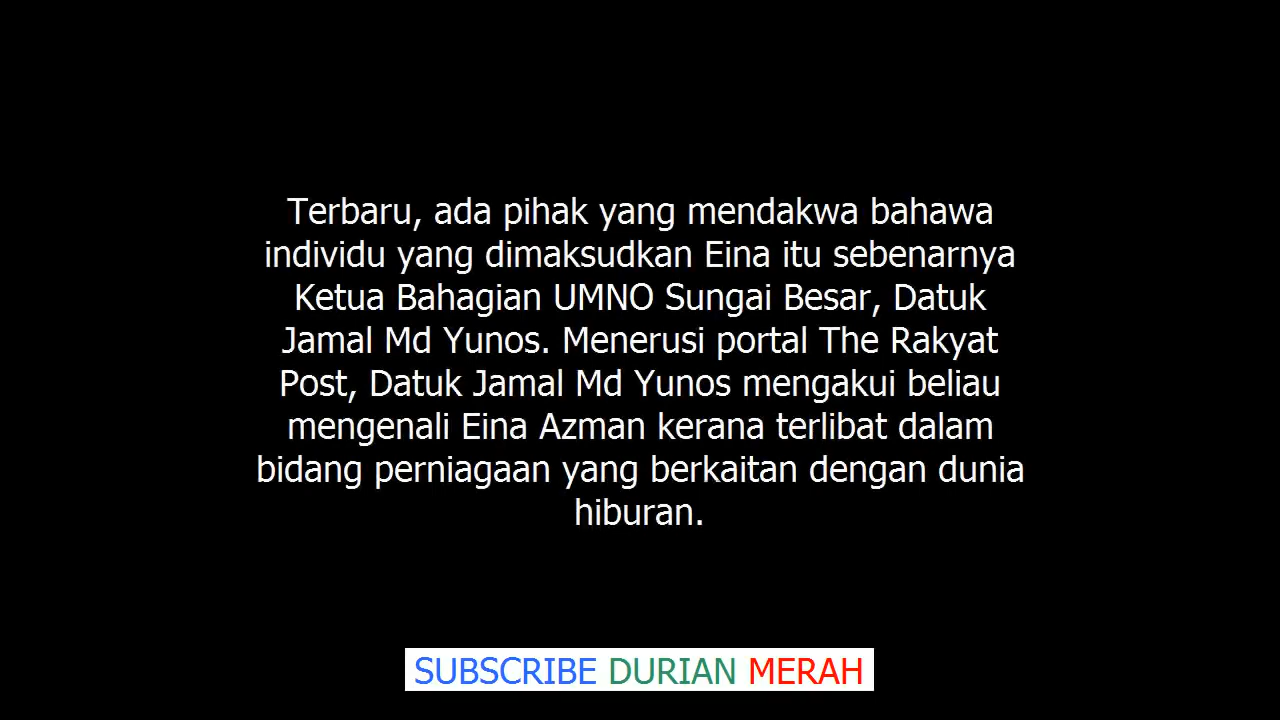 Terbaru, ada pihak yang mendakwa bahawa
individu yang dimaksudkan Eina itu sebenarnya
Ketua Bahagian UMNO Sungai Besar, Datuk
Jamal Md Yunos. Menerusi portal The Rakyat
Post, Datuk Jamal Md Yunos mengakui beliau
mengenali Eina Azman kerana terlibat dalam
bidang perniagaan yang berkaitan dengan dunia
hiburan.
SUBSCRIBE DURIAN MERAH